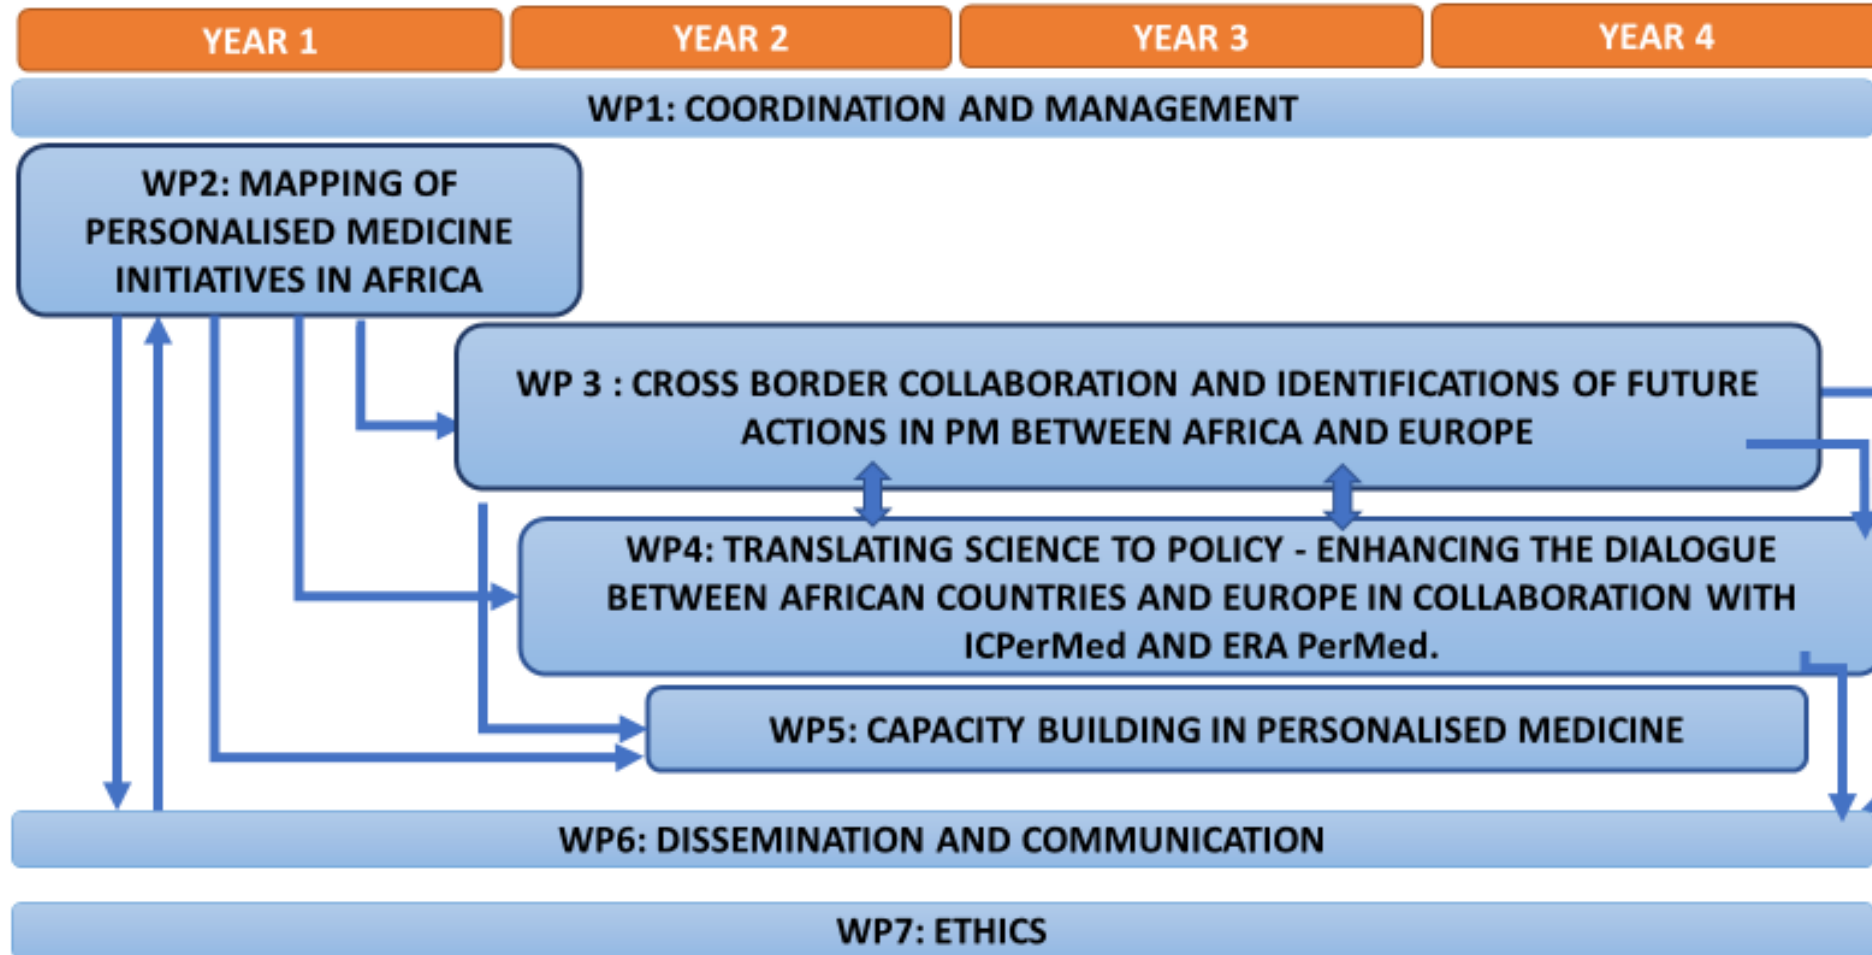 YEAR 1
YEAR 2
YEAR 3
YEAR 4
WP1: COORDINATION AND MANAGEMENT
WP2: MAPPING OF
PERSONALISED MEDICINE
INITIATIVES IN AFRICA
WP 3 : CROSS BORDER COLLABORATION AND IDENTIFICATIONS OF FUTURE
ACTIONS IN PM BETWEEN AFRICA AND EUROPE
WP4: TRANSLATING SCIENCE TO POLICY - ENHANCING THE DIALOGUE
BETWEEN AFRICAN COUNTRIES AND EUROPE IN COLLABORATION WITH
ICPerMed AND ERA PerMed.
WP5: CAPACITY BUILDING IN PERSONALISED MEDICINE
WP6: DISSEMINATION AND COMMUNICATION
WP7: ETHICS